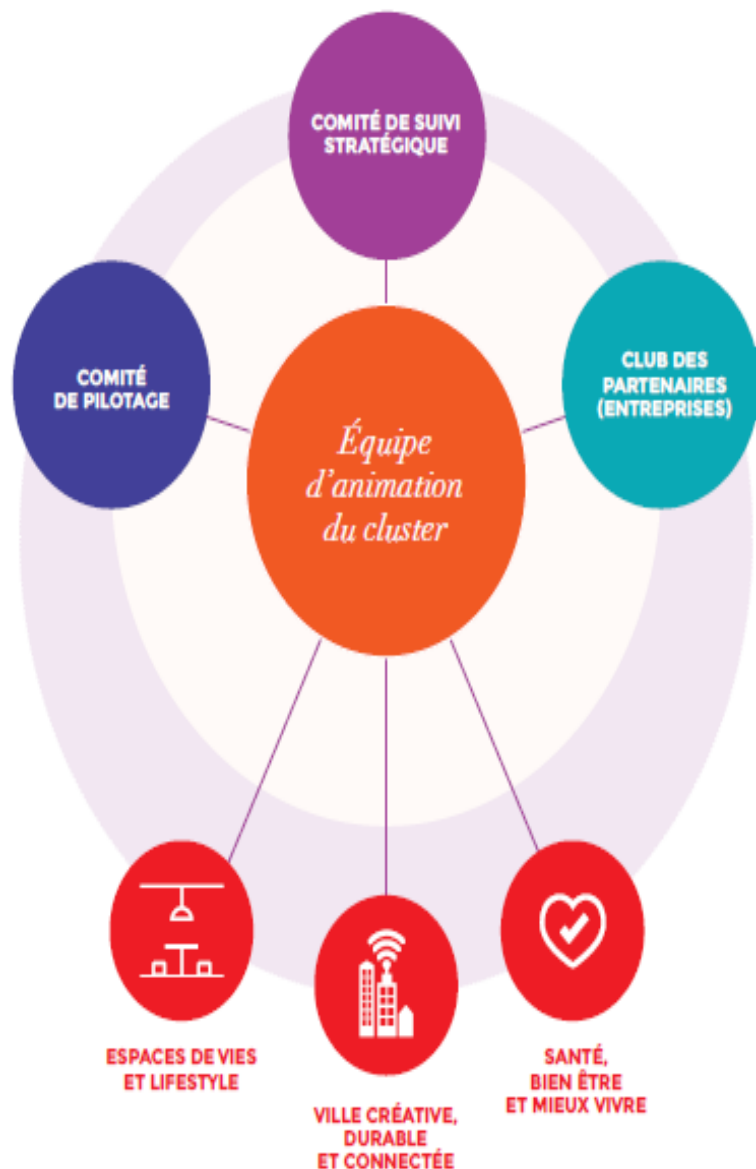 COMITÉ DE SUIVI
STRATÉGIQUE
COMITÉ
DE PILOTAGE
CLUB DES
PARTENAIRES
(ENTREPRISES)
Équipe
d'animation
du cluster
ESPACES DE VIES
ET LIFESTYLE
VILLE CRÉATIVE,
DURABLE
ET CONNECTÉE
SANTÉ,
BIEN ÊTRE
ET MIEUX VIVRE